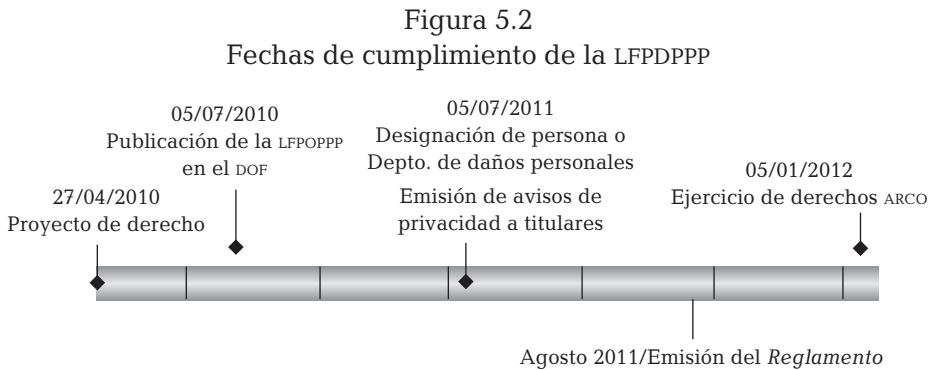 Figura 5.2
Fechas de cumplimiento de la LFPDPPP
27/04/2010
Proyecto de derecho
05/07/2010
Publicación de la LFPOPPP
en el DOF
05/07/2011
Designación de persona o
Depto. de daños personales
Emisión de avisos de
privacidad a titulares
05/01/2012
Ejercicio de derechos ARCO
Agosto 2011/Emisión del Reglamento